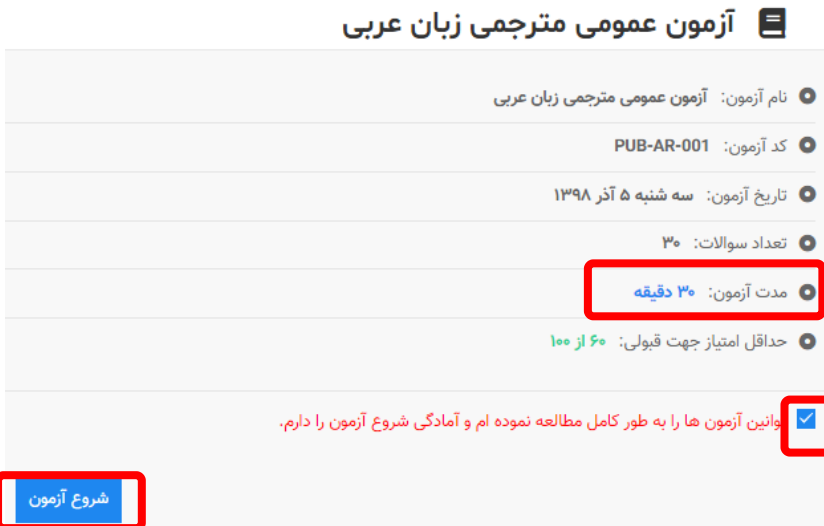 آزمون عمومی مترجمی زبان عربی
نام آزمون: آزمون عمومی مترجمی زبان عربی
کد آزمون: PUB-AR-001
تاریخ آزمون: سه شنبه ۵ آذر ۱۳۹۸
تعداد سوالات: ۳۰
مدت آزمون: ۳۰ دقیقه
حداقل امتیاز جهت قبولی: ۶۰ از ۱۰۰
قوانین آزمون ها را به طور کامل مطالعه نموده ام و آمادگی شروع آزمون را دارم.
شروع آزمون